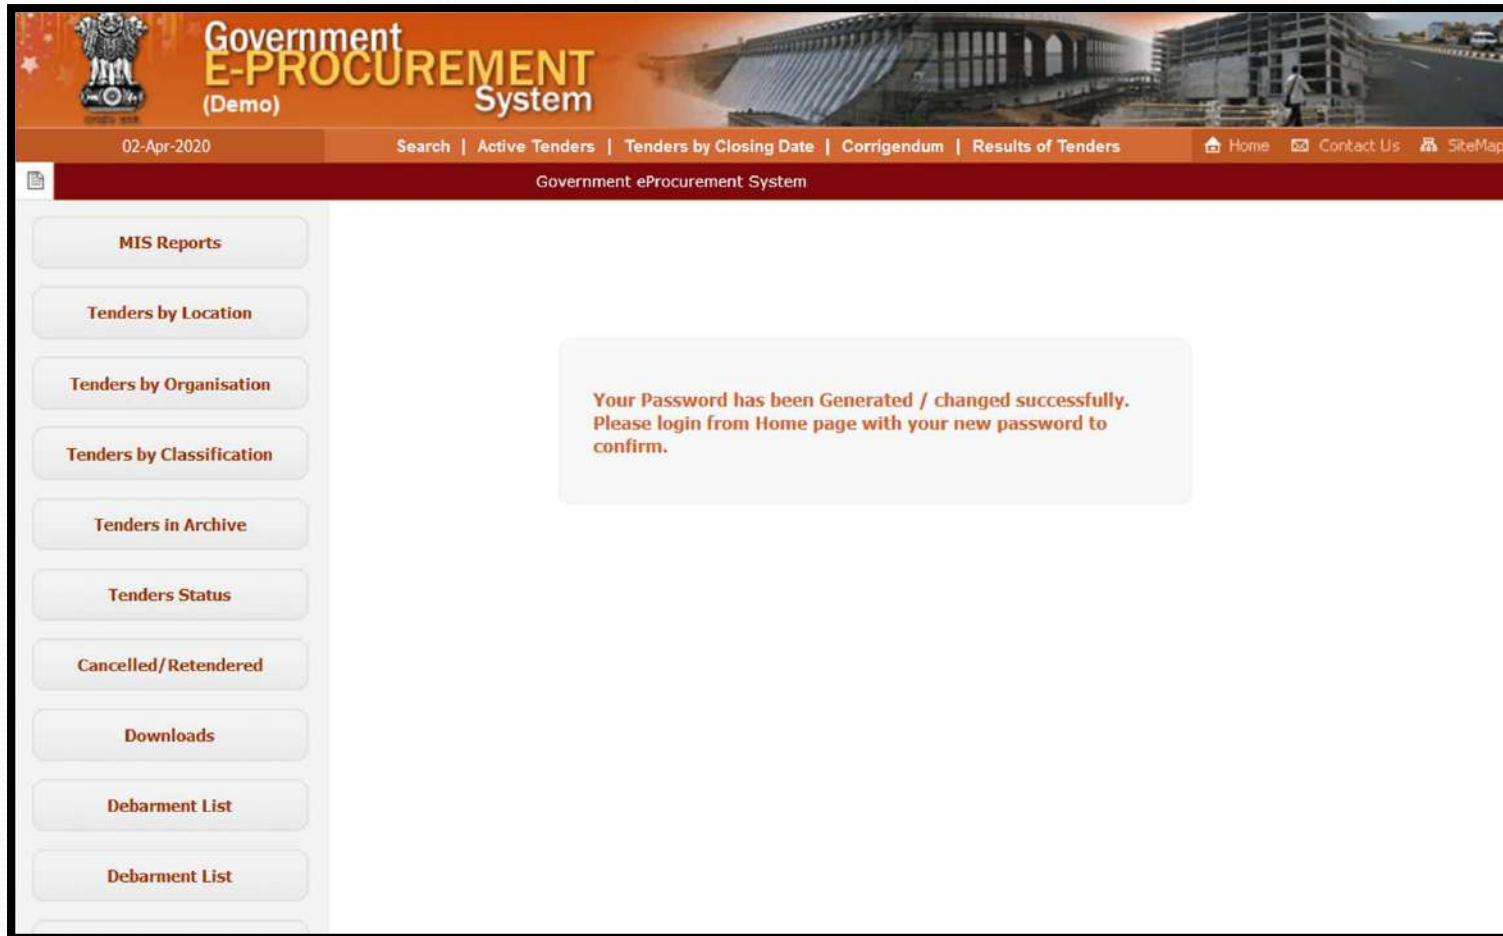 Government
E-PROCUREMENT
(Demo) System
02-Apr-2020
Search | Active Tenders | Tenders by Closing Date | Corrigendum | Results of Tenders
Home Contact Us SiteMap
Government eProcurement System
MIS Reports
Tenders by Location
Tenders by Organisation
Tenders by Classification
Tenders in Archive
Tenders Status
Cancelled/Retendered
Downloads
Debarment List
Debarment List
Your Password has been Generated / changed successfully.
Please login from Home page with your new password to
confirm.